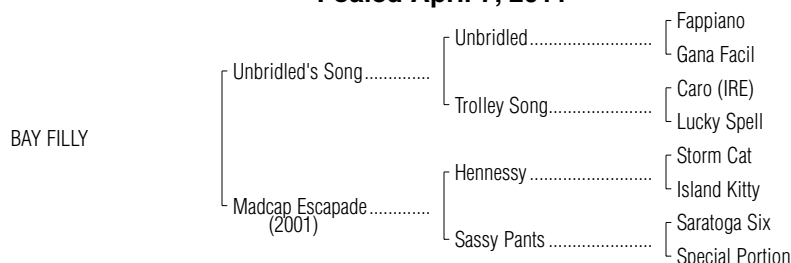 Foaled April 7, 2011
Fappiano
Unbridled..............................
Gana Facil
Unbridled's Song..............
Caro (IRE)
Trolley Song.........................
Lucky Spell
BAY FILLY
Storm Cat
Hennessy..............................
Island Kitty
Madcap Escapade.............
(2001)
Saratoga Six
Sassy Pants.........................
Special Portion